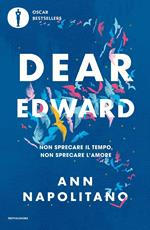 OSCAR
BESTSELLERS
DEAR
EDWARD
NON SPRECARE IL TEMPO,
NON SPRECARE L'AMORE
ANN
NAPOLITANO
MONDADORI